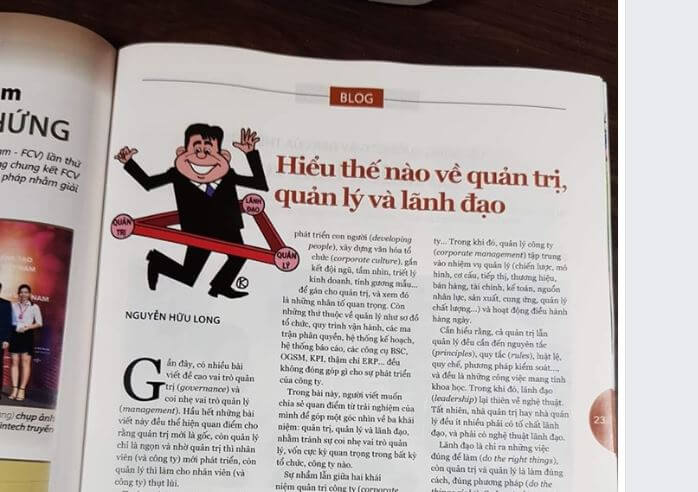 m
HỨNG
am - FCV) lần thứ
g chung kết FCV
pháp nhằm giải
ang) chụp ảnh
intech truyền
BLOG
Hiểu thế nào về quản trị,
quản lý và lãnh đạo
QUẢN
TRỊ
LÃNH
ĐẠO
QUẢN
LÝ
NGUYỄN HỮU LONG
Gần đây, có nhiều bài
viết đề cao vai trò quản
trị (governance) và
coi nhẹ vai trò quản lý
(management). Hầu hết những bài
viết này đều thể hiện quan điểm cho
rằng quản trị mới là gốc, còn quản lý
chỉ là ngọn và nhờ quản trị thì nhân
viên (và công ty) mới phát triển, còn
quản lý thì làm cho nhân viên (và
công ty) thụt lùi.
phát triển con người (developing
people), xây dựng văn hóa tổ
chức (corporate culture), gắn
kết đội ngũ, tầm nhìn, triết lý
kinh doanh, tính gương mẫu...
để gán cho quản trị, và xem đó
là những nhân tố quan trọng. Còn
những thứ thuộc về quản lý như sơ đồ
tổ chức, quy trình vận hành, các ma
trận phân quyền, hệ thống kế hoạch,
hệ thống báo cáo, các công cụ BSC,
OGSM, KPI, thậm chí ERP... đều
không đóng góp gì cho sự phát triển
của công ty.
Trong bài này, người viết muốn
chia sẻ quan điểm từ trải nghiệm của
mình để góp một góc nhìn về ba khái
niệm: quản trị, quản lý và lãnh đạo,
nhằm tránh sự coi nhẹ vai trò quản
lý, vốn cực kỳ quan trọng trong bất kỳ
tổ chức, công ty nào.
Sự nhầm lẫn giữa hai khái
niệm quản trị công ty (corporate
ty... Trong khi đó, quản lý công ty
(corporate management) tập trung
vào nhiệm vụ quản lý (chiến lược, mô
hình, cơ cấu, tiếp thị, thương hiệu,
bán hàng, tài chính, kế toán, nguồn
nhân lực, sản xuất, cung ứng, quản lý
chất lượng...) và hoạt động điều hành
hàng ngày.
Cần hiểu rằng, cả quản trị lẫn
quản lý đều cần đến nguyên tắc
(principles), quy tắc (rules), luật lệ,
quy chế, phương pháp kiểm soát...,
và đều là những công việc mang tính
khoa học. Trong khi đó, lãnh đạo
(leadership) lại thiên về nghệ thuật.
Tất nhiên, nhà quản trị hay nhà quản
lý đều ít nhiều phải có tố chất lãnh
đạo, và phải có nghệ thuật lãnh đạo.
Lãnh đạo là chỉ ra những việc
đúng để làm (do the right things),
còn quản trị và quản lý là làm đúng
cách, đúng phương pháp (do the
23